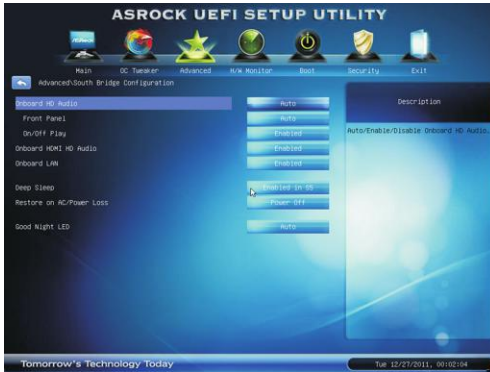 ASROCK UEFI SETUP UTILITY
Main OC Tweaker Advanced H/W Monitor Boot Security Exit
Advanced\South Bridge Configuration
Onboard HD Audio Auto
Front Panel Auto
On/Off Play Enabled
Onboard HDMI HD Audio Enabled
Onboard LAN Enabled
Deep Sleep Enabled in S5
Restore on AC/Power Loss Power Off
Good Night LED Auto
Description
Auto/Enable/Disable Onboard HD Audio.
Tomorrow's Technology Today
Tue 12/27/2011, 00:02:04